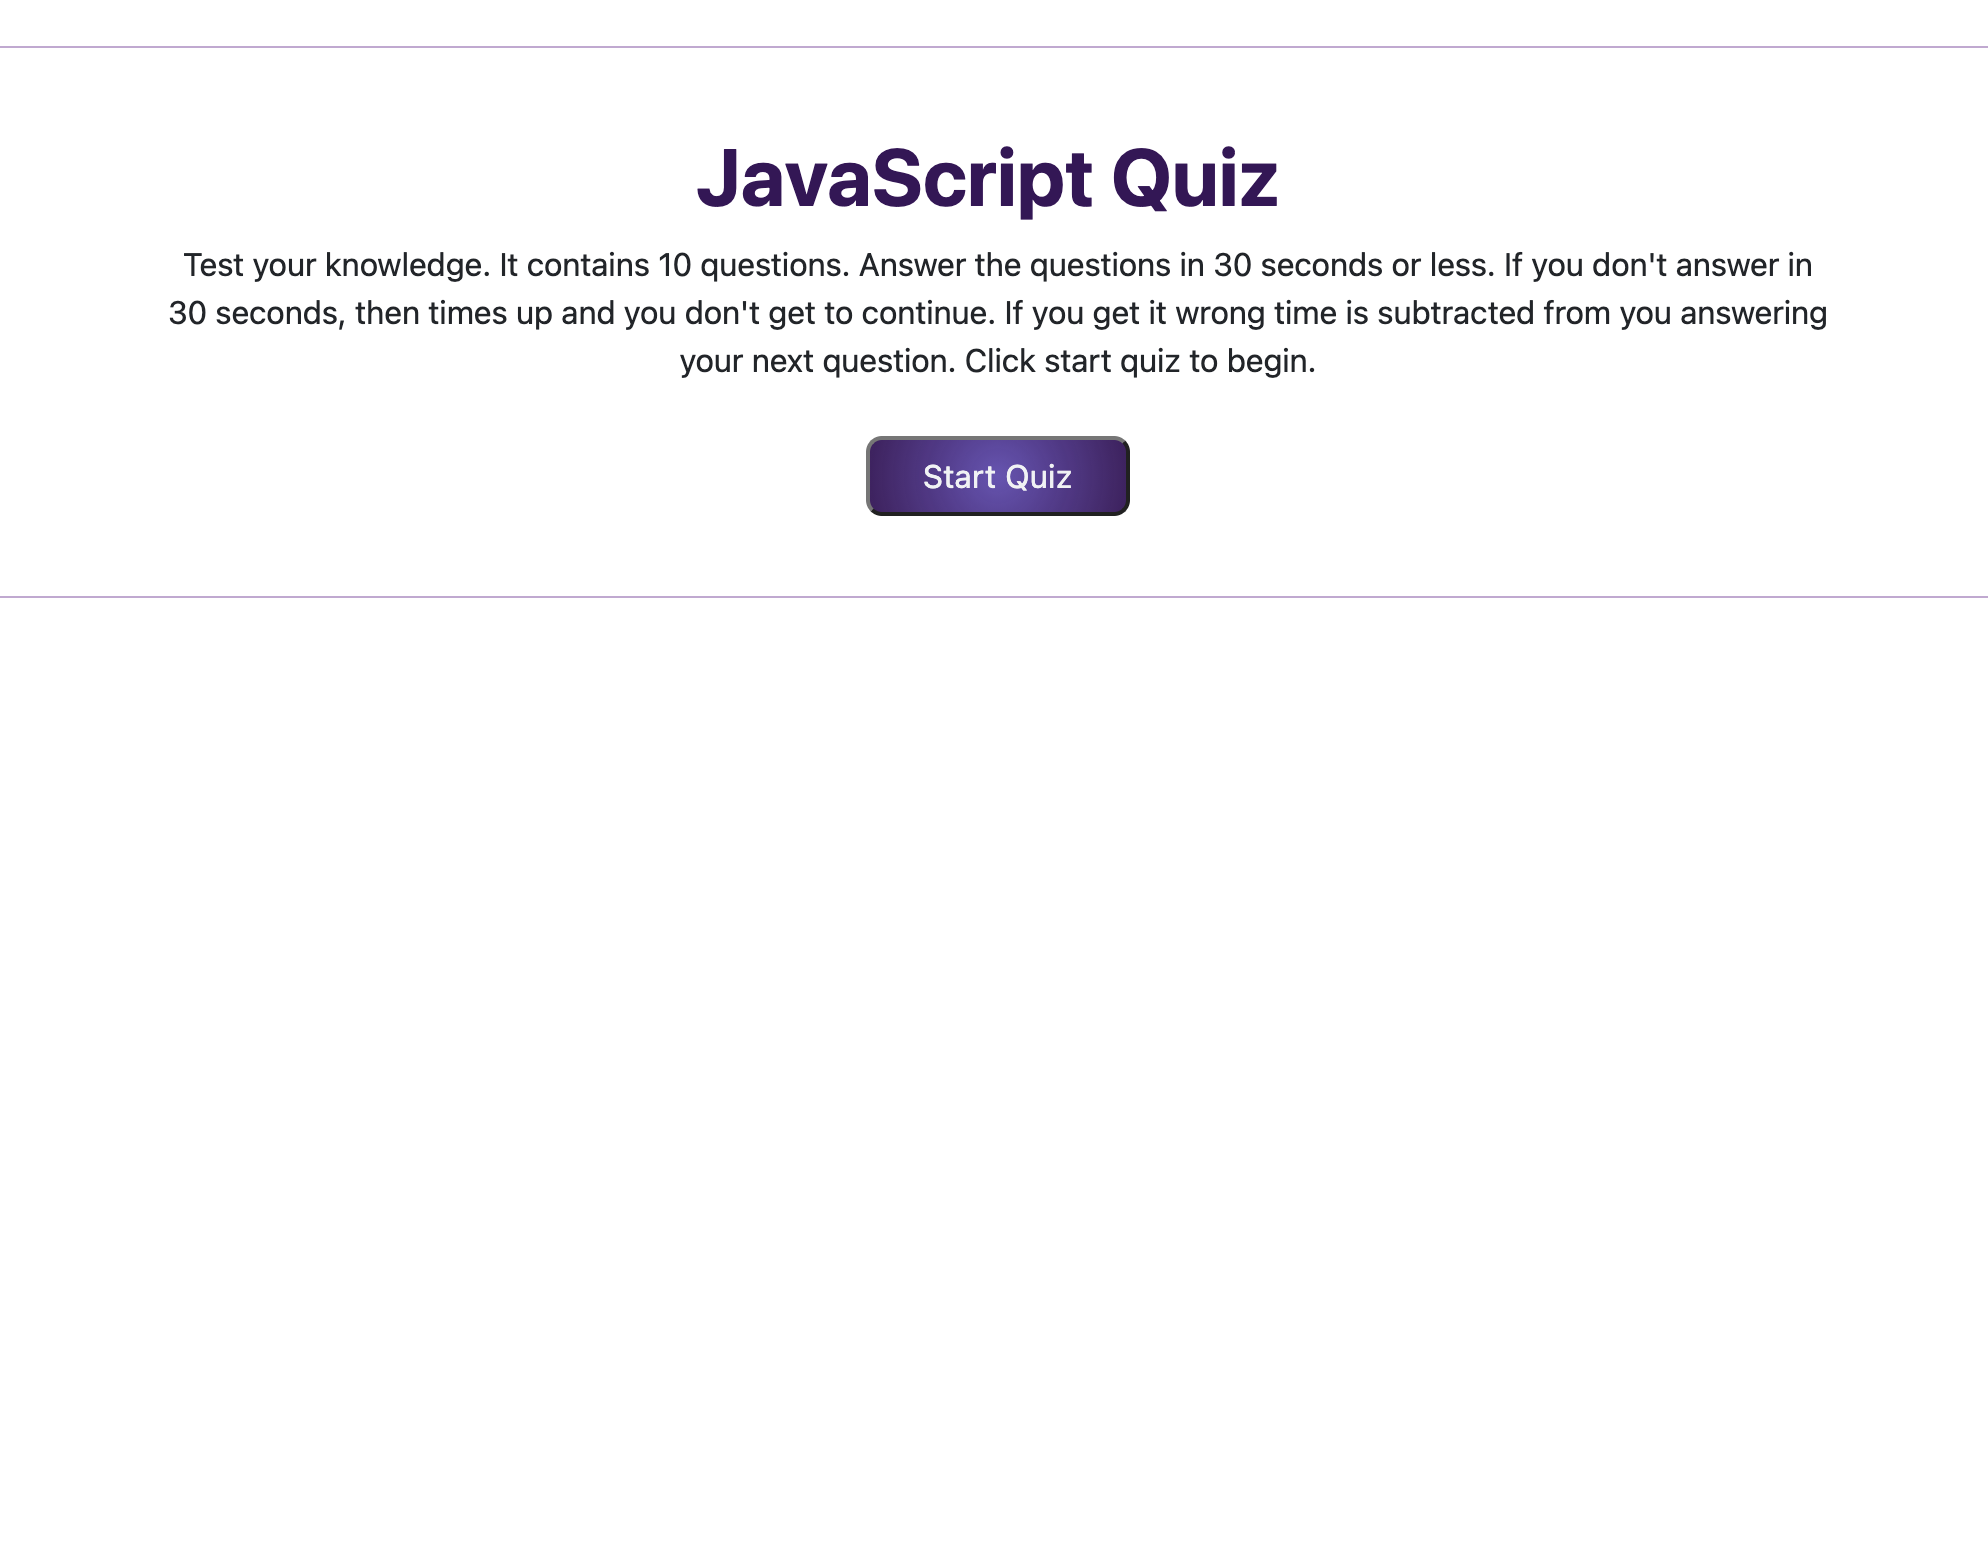 JavaScript Quiz
Test your knowledge. It contains 10 questions. Answer the questions in 30 seconds or less. If you don't answer in
30 seconds, then times up and you don't get to continue. If you get it wrong time is subtracted from you answering
your next question. Click start quiz to begin.
Start Quiz